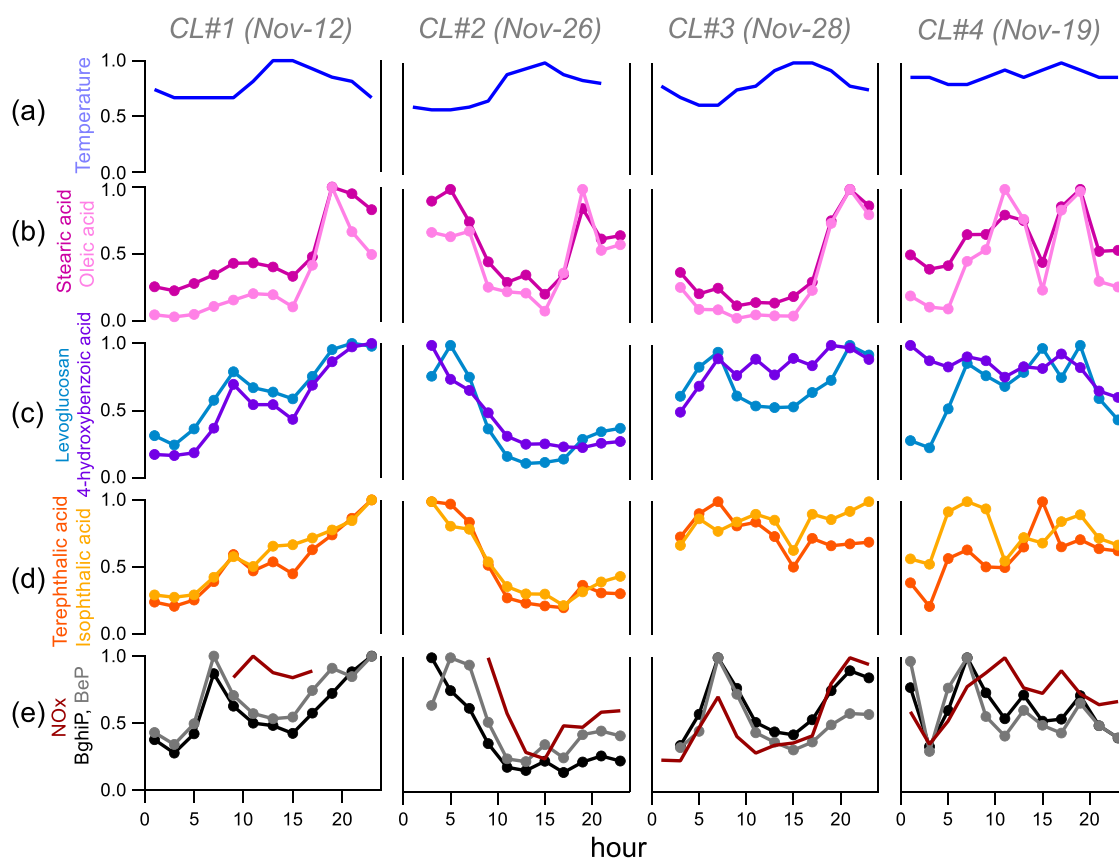 CL#1 (Nov-12) CL#2 (Nov-26) CL#3 (Nov-28) CL#4 (Nov-19)
(a)
Temperature
1.0
0.5
0.0
(b)
Stearic acid
Oleic acid
1.0
0.5
0.0
(c)
Levoglucosan
4-hydroxybenzoic acid
1.0
0.5
0.0
(d)
Terephthalic acid
Isophthalic acid
1.0
0.5
0.0
(e)
NOx
BghiP, BeP
1.0
0.5
0.0
0 5 10 15 20 0 5 10 15 20 0 5 10 15 20 0 5 10 15 20
hour